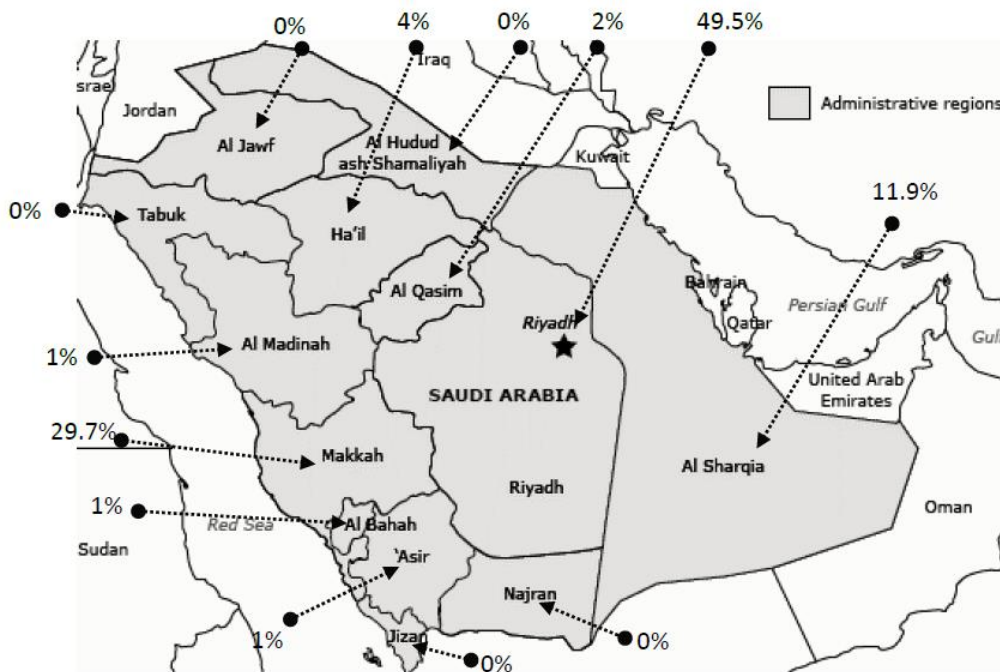 0%
4%
0%
2%
49.5%
Iraq
srael
Jordan
Administrative regions
Al Jawf
Al Hudud
ash Shamaliyah
Kuwait
11.9%
0%
Tabuk
Ha'il
Al Qasim
Bahrain
Persian Gulf
Riyadh
Qatar
Gul
1%
Al Madinah
United Arab
Emirates
SAUDI ARABIA
29.7%
Makkah
Al Sharqia
Riyadh
1%
Red Sea
Al Bahah
Oman
Sudan
'Asir
Najran
1%
Jizan
0%
0%